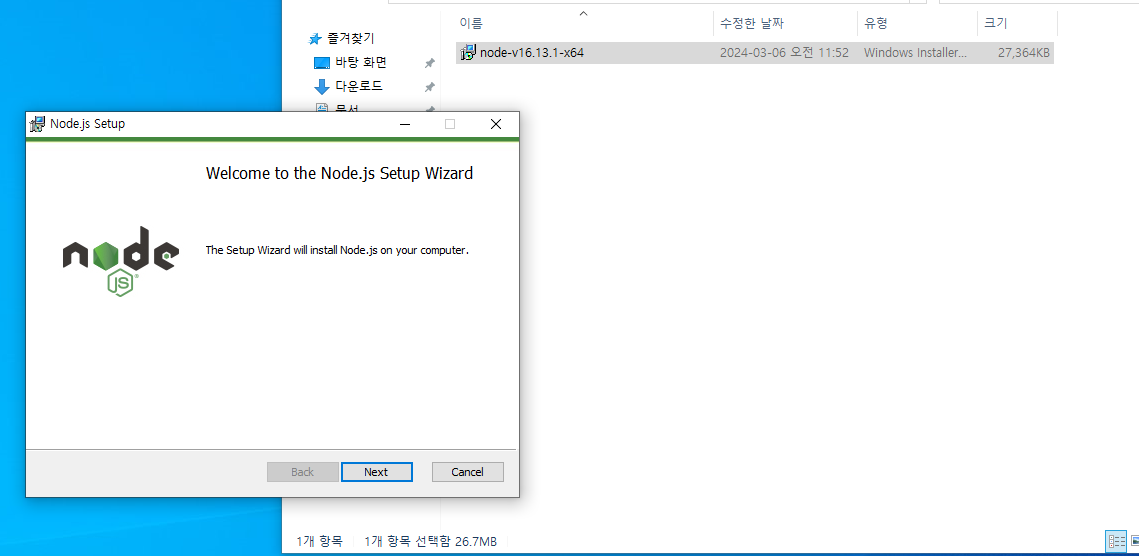 이름
수정한 날짜
유형
크기
즐겨찾기
node-v16.13.1-x64
2024-03-06 오전 11:52
Windows Installer...
27,364KB
바탕 화면
다운로드
문서
Node.js Setup
Welcome to the Node.js Setup Wizard
node
JS
The Setup Wizard will install Node.js on your computer.
Back
Next
Cancel
1개 항목
1개 항목 선택함 26.7MB